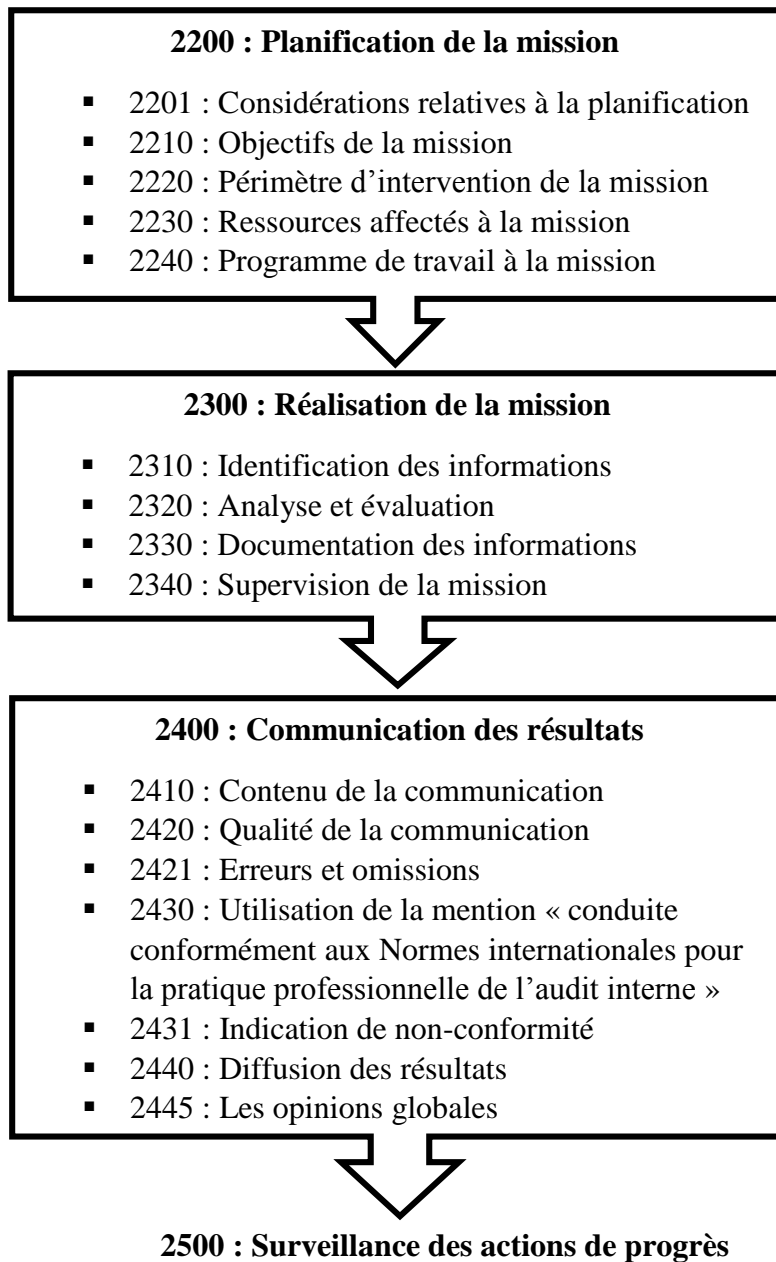 2200 : Planification de la mission
▪ 2201 : Considérations relatives à la planification
▪ 2210 : Objectifs de la mission
▪ 2220 : Périmètre d’intervention de la mission
▪ 2230 : Ressources affectés à la mission
▪ 2240 : Programme de travail à la mission
2300 : Réalisation de la mission
▪ 2310 : Identification des informations
▪ 2320 : Analyse et évaluation
▪ 2330 : Documentation des informations
▪ 2340 : Supervision de la mission
2400 : Communication des résultats
▪ 2410 : Contenu de la communication
▪ 2420 : Qualité de la communication
▪ 2421 : Erreurs et omissions
▪ 2430 : Utilisation de la mention « conduite
conformément aux Normes internationales pour
la pratique professionnelle de l’audit interne »
▪ 2431 : Indication de non-conformité
▪ 2440 : Diffusion des résultats
▪ 2445 : Les opinions globales
2500 : Surveillance des actions de progrès